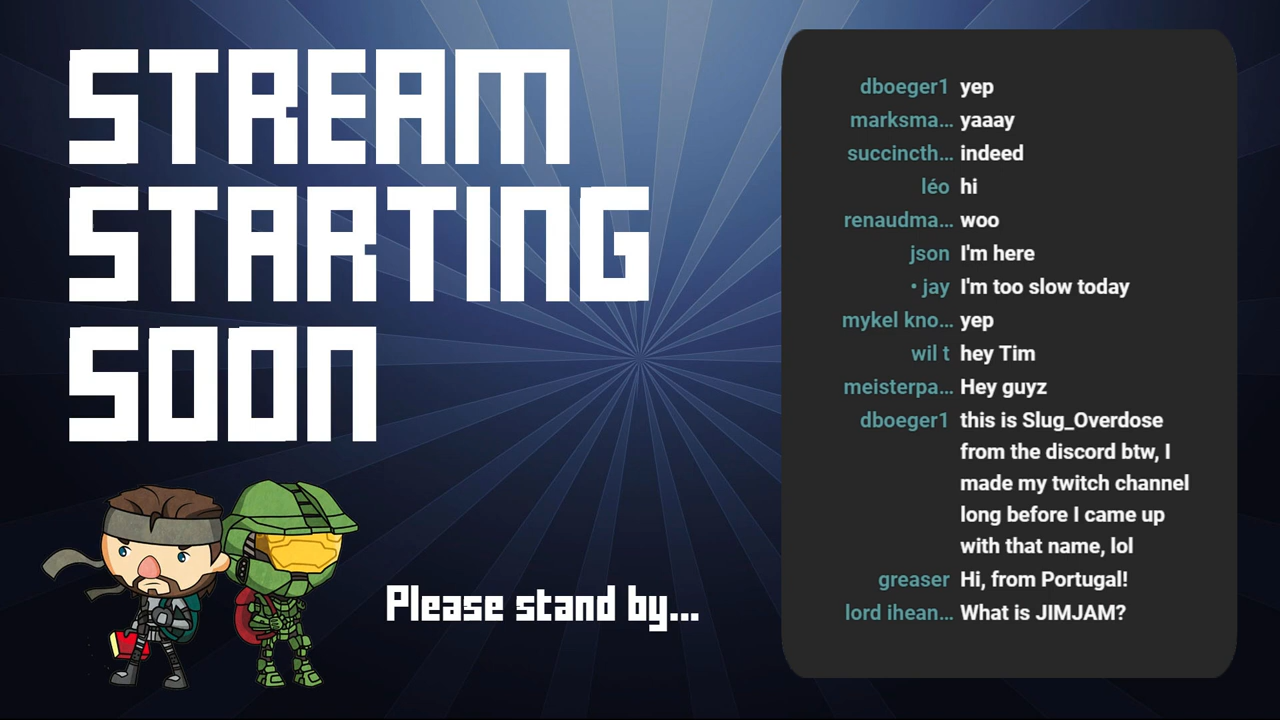 STREAM
STARTING
SOON
Please stand by...
dboeger1 yep
marksma... yaaay
succincth... indeed
léo hi
renaudma... woo
json I'm here
• jay I'm too slow today
mykel kno... yep
wil t hey Tim
meisterpa... Hey guyz
dboeger1 this is Slug_Overdose
from the discord btw, I
made my twitch channel
long before I came up
with that name, lol
greaser Hi, from Portugal!
lord ihean... What is JIMJAM?